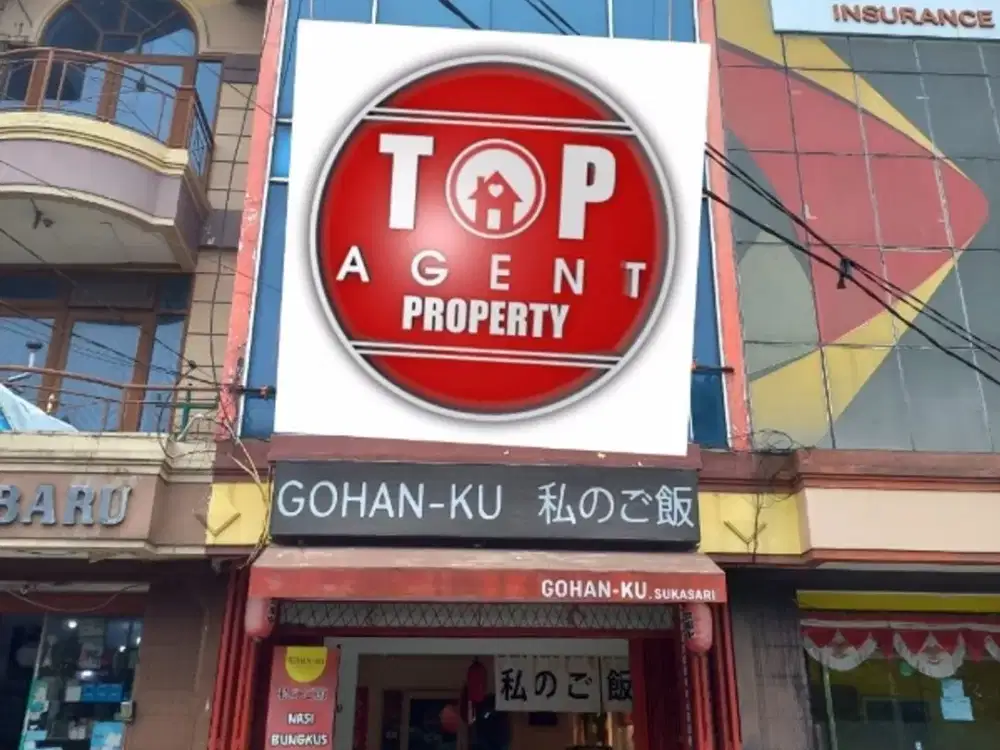 INSURANCE
TOP
AGENT
PROPERTY
BARU
GOHAN-KU 私のご飯
GOHAN-KU.SUKASARI
私のご飯
NASI
BUNGKUS